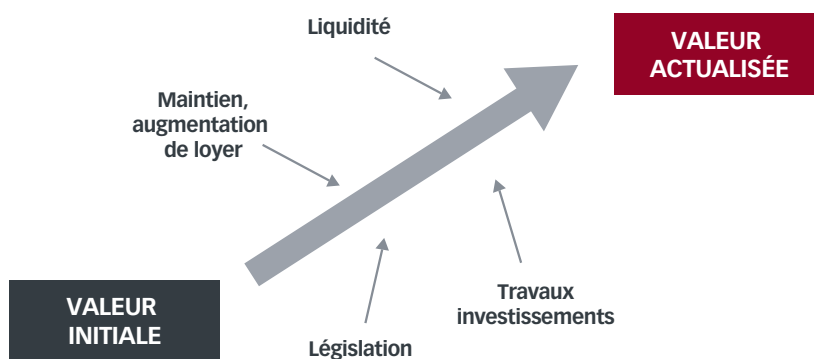 Liquidité
VALEUR
ACTUALISÉE
Maintien,
augmentation
de loyer
VALEUR
INITIALE
Travaux
investissements
Législation